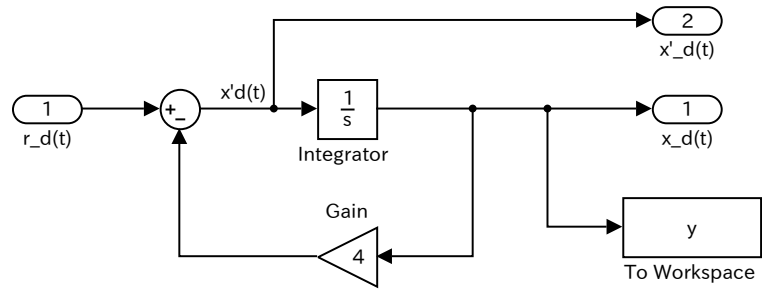 2
x'_d(t)
x'd(t)
1
r_d(t)
+
−
1
s
Integrator
1
x_d(t)
Gain
4
y
To Workspace